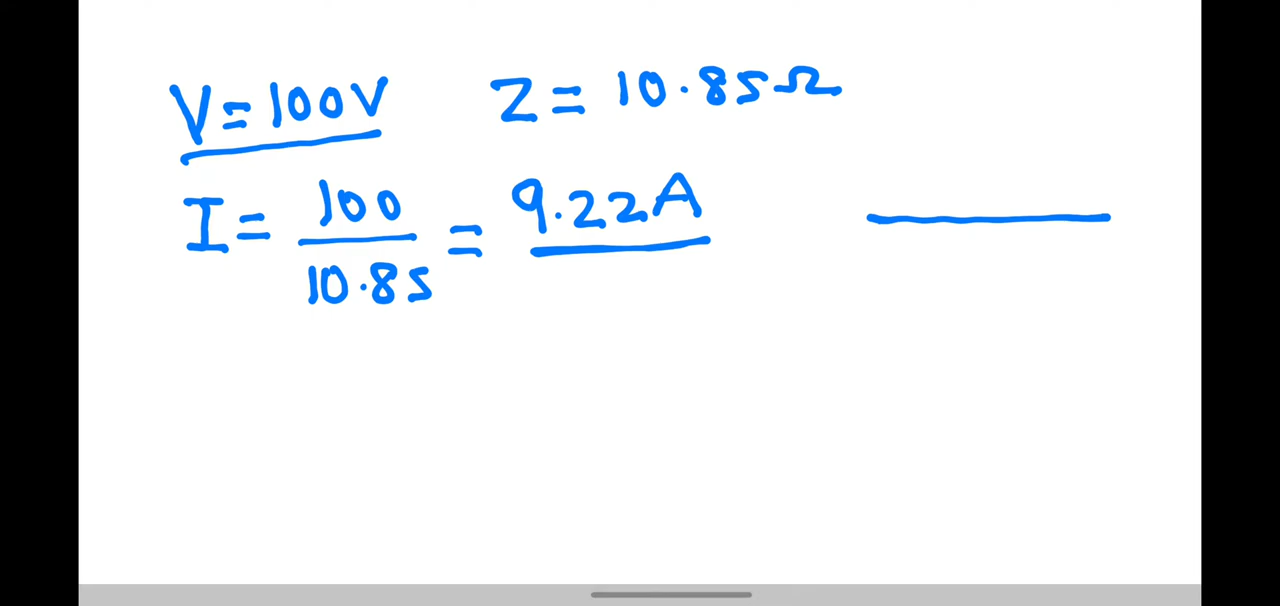 V = 100V Z = 10.85Ω
I = 100/10.85 = 9.22A